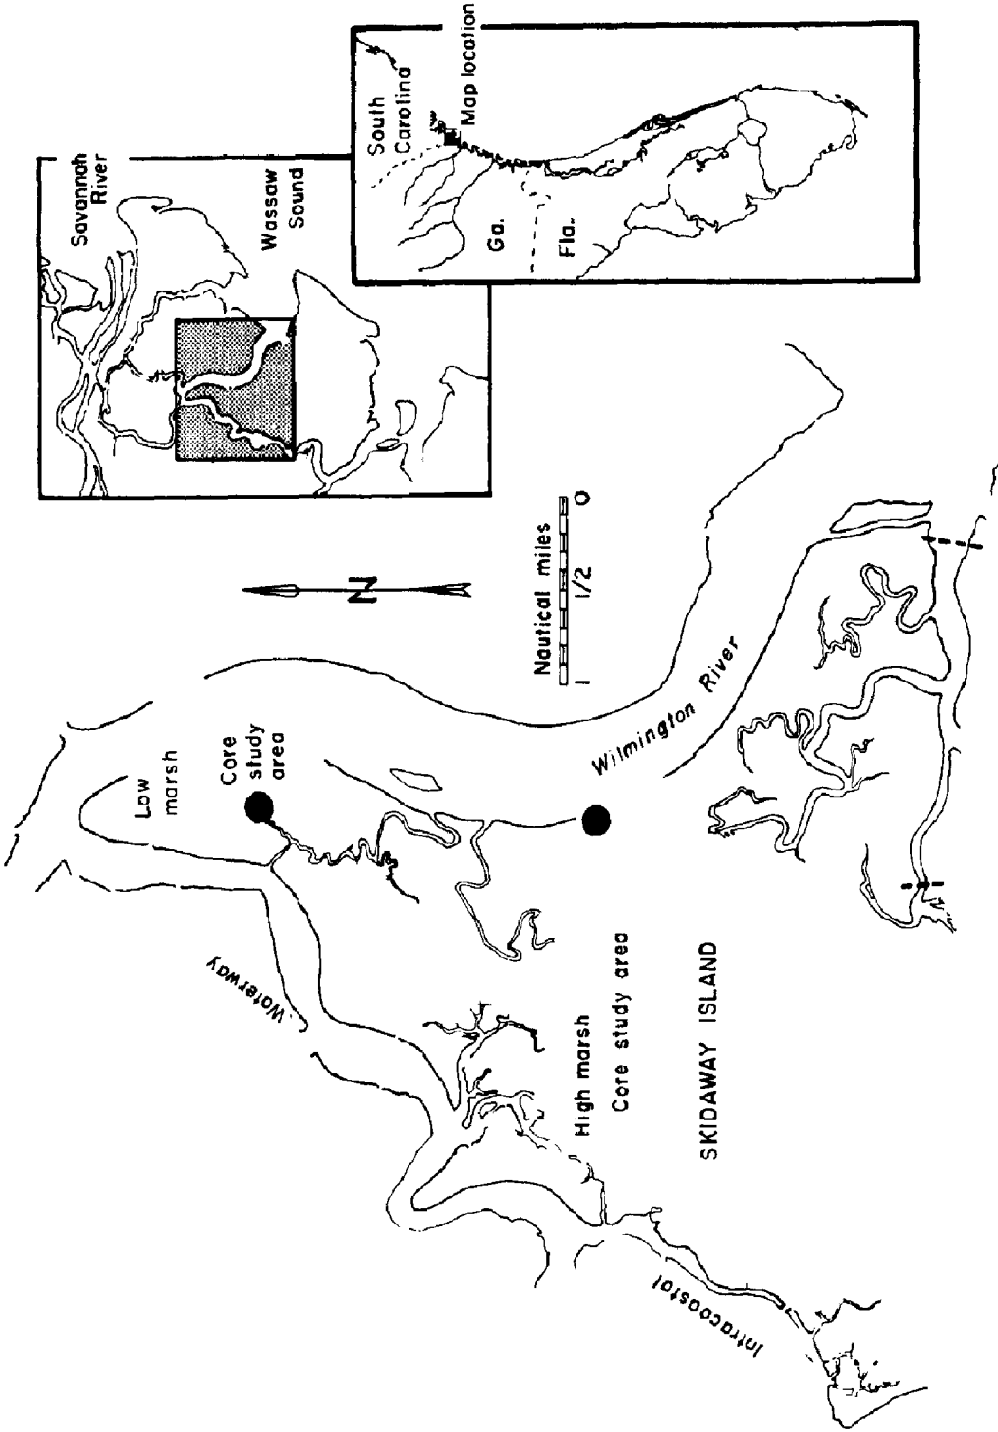 South
Carolina
Map location
Ga.
Fla.
Savannah
River
Wassaw
Sound
N
Nautical miles
1
1/2
0
Low
marsh
Core
study
area
Wilmington River
Waterway
High marsh
Core study area
SKIDAWAY ISLAND
Intracoastal